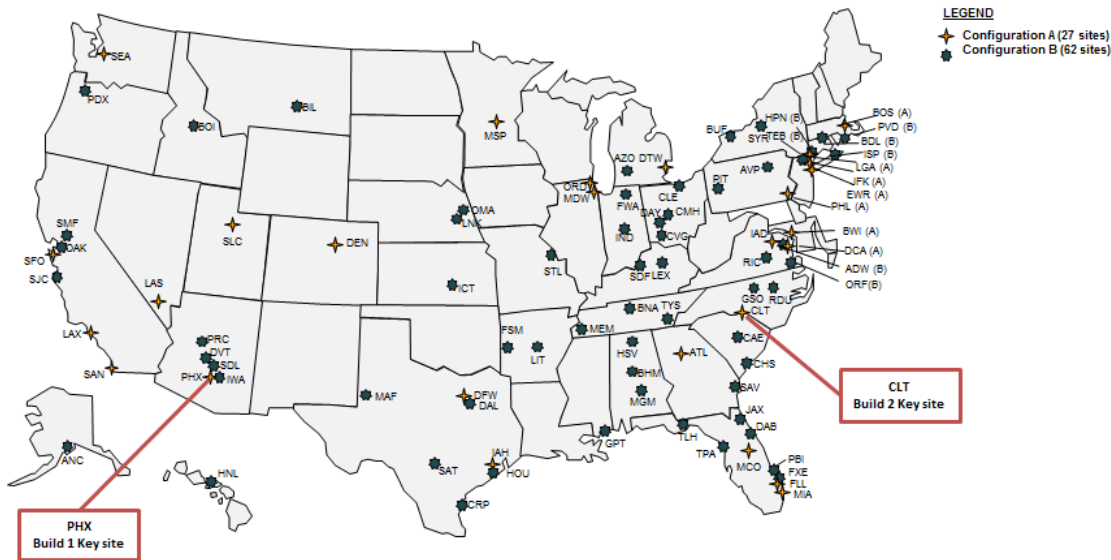 LEGEND
Configuration A (27 sites)
Configuration B (62 sites)
SEA
PDX
BOI
BIL
MSP
SMF
OAK
SFO
SJC
LAX
SAN
LAS
SLC
DEN
OMA
LNK
ICT
STL
PRC
DVT
SDL
PHX
IWA
MAF
DFW
DAL
SAT
IAH
HOU
CRP
ANC
HNL
FSM
LIT
MEM
BNA
TYS
HSV
BHM
MGM
ATL
GPT
TLH
TPA
JAX
DAB
MCO
PBI
FXE
FLL
MIA
SAV
CHS
CAE
CLT
GSO
RDU
ORD
MDW
AZO
DTW
FWA
IND
DAY
CMH
CVG
SDF
LEX
CLE
PIT
AVP
BUF
SYR
HPN (B)
TEB (B)
BOS (A)
PVD (B)
BDL (B)
ISP (B)
LGA (A)
JFK (A)
EWR (A)
PHL (A)
IAD
BWI (A)
DCA (A)
ADW (B)
ORF(B)
RIC
CLT
Build 2 Key site
PHX
Build 1 Key site